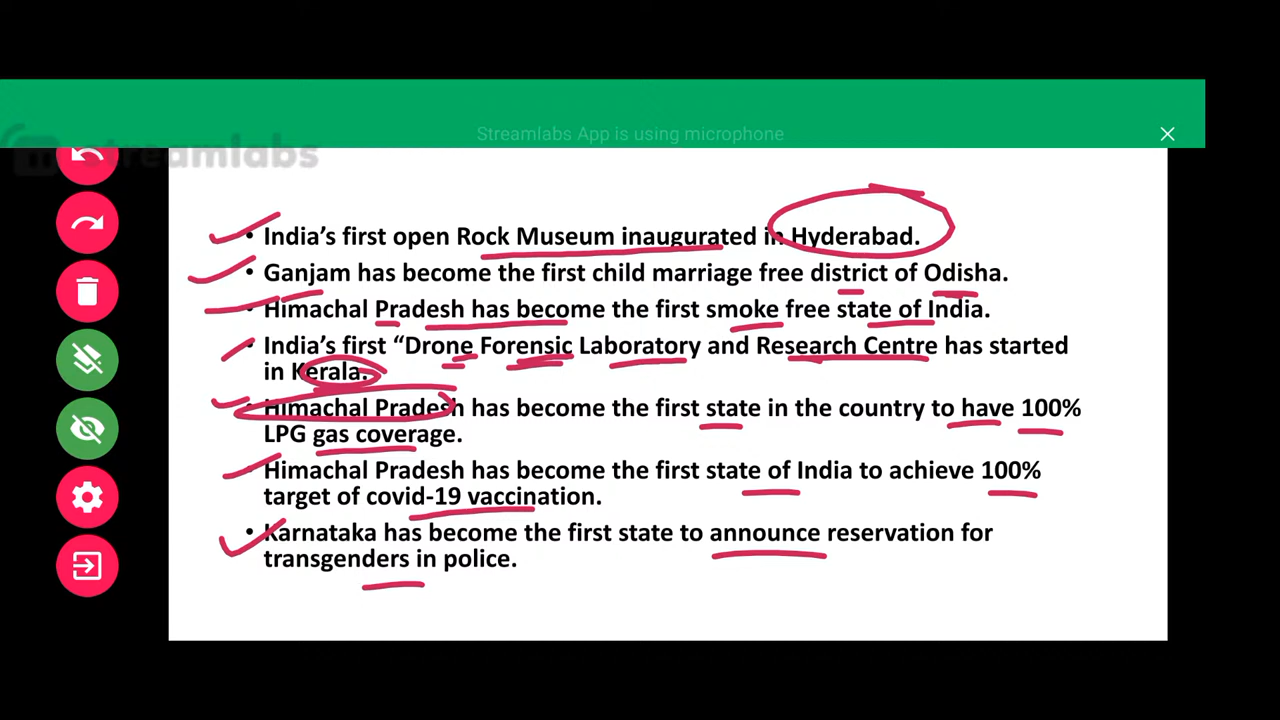 Streamlabs App is using microphone
streamlabs
• India's first open Rock Museum inaugurated in Hyderabad.
• Ganjam has become the first child marriage free district of Odisha.
• Himachal Pradesh has become the first smoke free state of India.
• India's first “Drone Forensic Laboratory and Research Centre has started
in Kerala.
• Himachal Pradesh has become the first state in the country to have 100%
LPG gas coverage.
• Himachal Pradesh has become the first state of India to achieve 100%
target of covid-19 vaccination.
• Karnataka has become the first state to announce reservation for
transgenders in police.